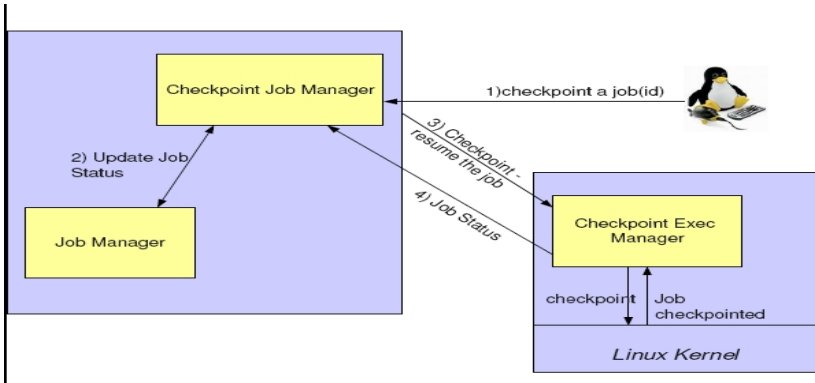 Checkpoint Job Manager
1)checkpoint a job(id)
2) Update Job
Status
3) Checkpoint -
resume the job
4) Job Status
Job Manager
Checkpoint Exec
Manager
checkpoint
Job
checkpointed
Linux Kernel